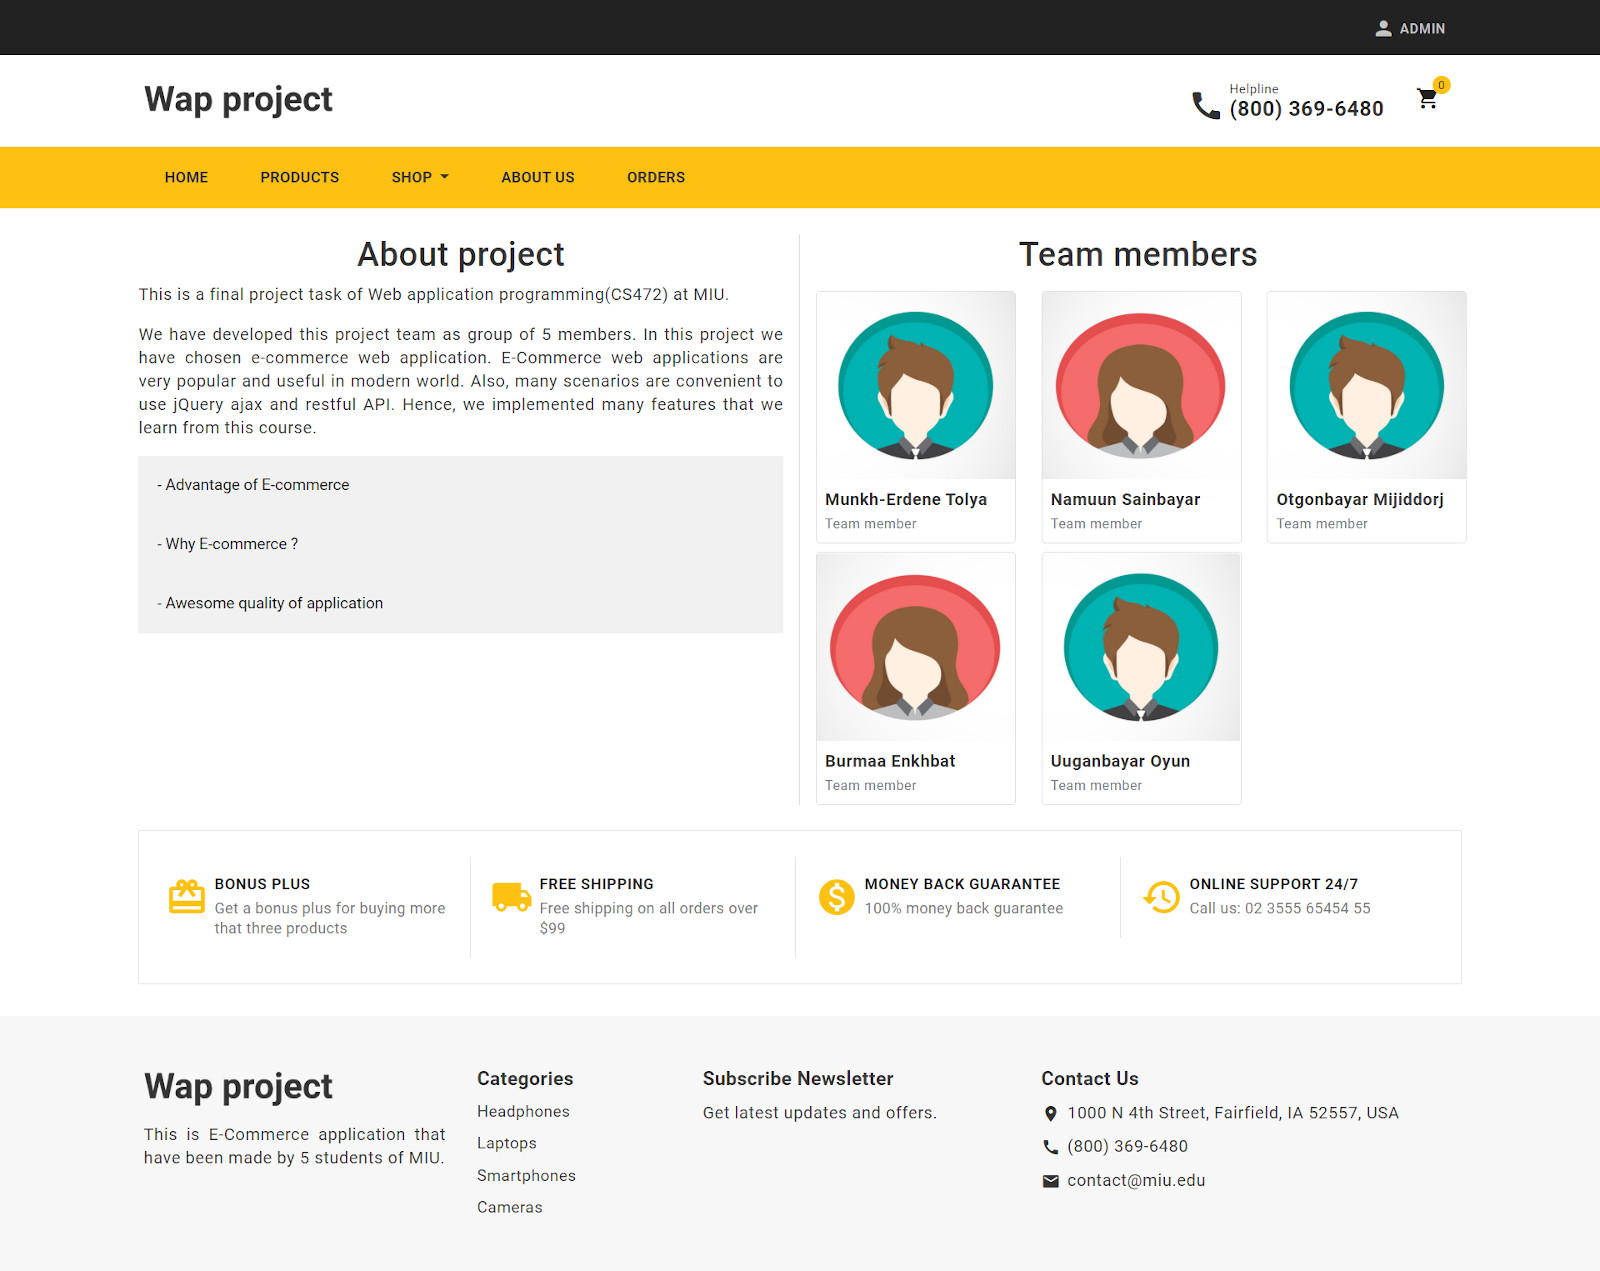 ADMIN
Wap project
Helpline
(800) 369-6480
0
HOME PRODUCTS SHOP ABOUT US ORDERS
About project
This is a final project task of Web application programming(CS472) at MIU.
We have developed this project team as group of 5 members. In this project we
have chosen e-commerce web application. E-Commerce web applications are
very popular and useful in modern world. Also, many scenarios are convenient to
use jQuery ajax and restful API. Hence, we implemented many features that we
learn from this course.
- Advantage of E-commerce
- Why E-commerce ?
- Awesome quality of application
Team members
Munkh-Erdene Tolya
Team member
Namuun Sainbayar
Team member
Otgonbayar Mijiddorj
Team member
Burmaa Enkhbat
Team member
Uuganbayar Oyun
Team member
BONUS PLUS
Get a bonus plus for buying more
that three products
FREE SHIPPING
Free shipping on all orders over
$99
MONEY BACK GUARANTEE
100% money back guarantee
ONLINE SUPPORT 24/7
Call us: 02 3555 65454 55
Wap project
This is E-Commerce application that
have been made by 5 students of MIU.
Categories
Headphones
Laptops
Smartphones
Cameras
Subscribe Newsletter
Get latest updates and offers.
Contact Us
1000 N 4th Street, Fairfield, IA 52557, USA
(800) 369-6480
contact@miu.edu